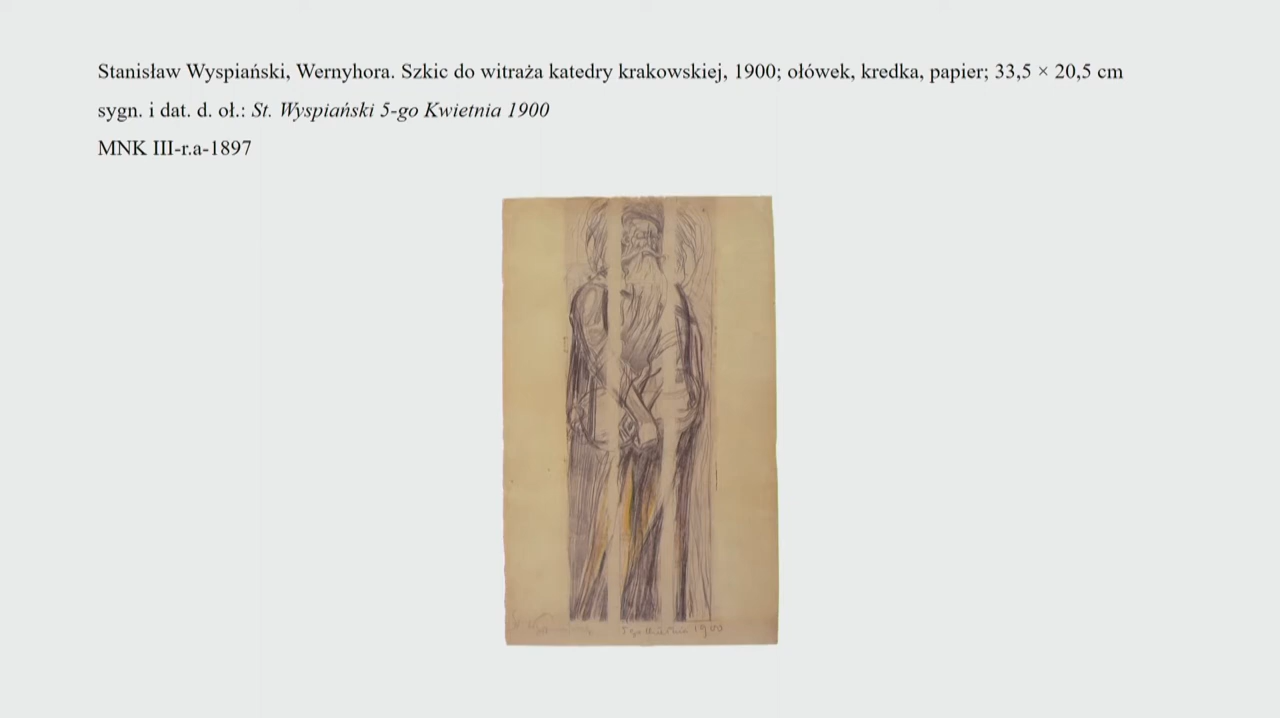 Stanisław Wyspiański, Wernyhora. Szkic do witraża katedry krakowskiej, 1900; ołówek, kredka, papier; 33,5 × 20,5 cm
sygn. i dat. d. oł.: St. Wyspiański 5-go Kwietnia 1900
MNK III-r.a-1897
1900